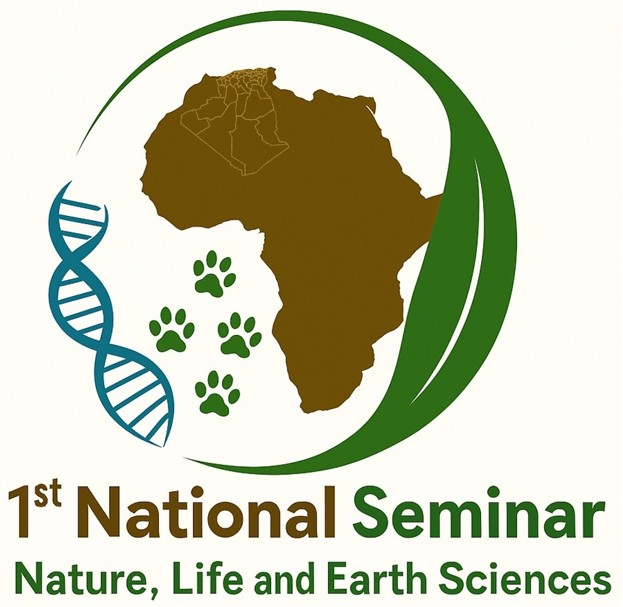 1st National Seminar
Nature, Life and Earth Sciences